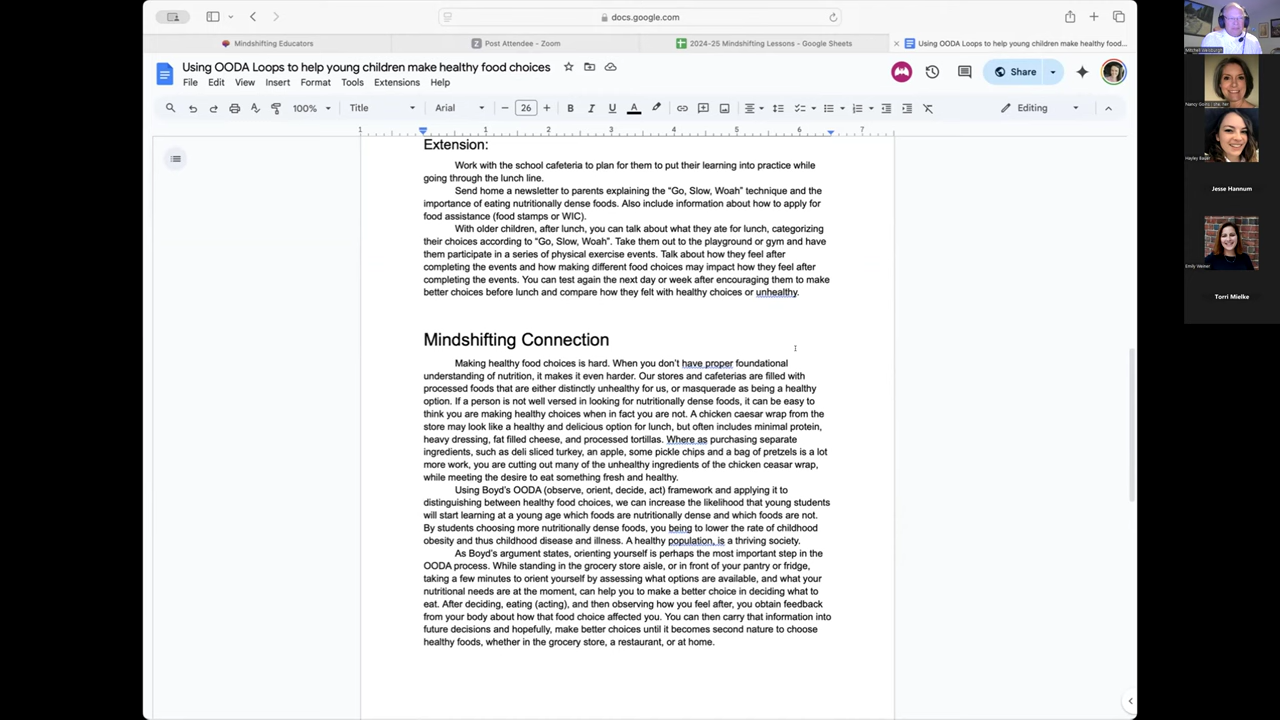 docs.google.com
Mindshifting Educators
Post Attendee - Zoom
2024-25 Mindshifting Lessons - Google Sheets
Using OODA Loops to help young children make healthy food...
Using OODA Loops to help young children make healthy food choices
File Edit View Insert Format Tools Extensions Help
Share
100% Title Arial 26 B I U A Editing
1 1 2 3 4 5 6 7
Extension:
Work with the school cafeteria to plan for them to put their learning into practice while
going through the lunch line.
Send home a newsletter to parents explaining the “Go, Slow, Woah” technique and the
importance of eating nutritionally dense foods. Also include information about how to apply for
food assistance (food stamps or WIC).
With older children, after lunch, you can talk about what they ate for lunch, categorizing
their choices according to “Go, Slow, Woah”. Take them out to the playground or gym and have
them participate in a series of physical exercise events. Talk about how they feel after
completing the events and how making different food choices may impact how they feel after
completing the events. You can test again the next day or week after encouraging them to make
better choices before lunch and compare how they felt with healthy choices or unhealthy.
Mindshifting Connection
Making healthy food choices is hard. When you don’t have proper foundational
understanding of nutrition, it makes it even harder. Our stores and cafeterias are filled with
processed foods that are either distinctly unhealthy for us, or masquerade as being a healthy
option. If a person is not well versed in looking for nutritionally dense foods, it can be easy to
think you are making healthy choices when in fact you are not. A chicken caesar wrap from the
store may look like a healthy and delicious option for lunch, but often includes minimal protein,
heavy dressing, fat filled cheese, and processed tortillas. Where as purchasing separate
ingredients, such as deli sliced turkey, an apple, some pickle chips and a bag of pretzels is a lot
more work, you are cutting out many of the unhealthy ingredients of the chicken ceasar wrap,
while meeting the desire to eat something fresh and healthy.
Using Boyd’s OODA (observe, orient, decide, act) framework and applying it to
distinguishing between healthy food choices, we can increase the likelihood that young students
will start learning at a young age which foods are nutritionally dense and which foods are not.
By students choosing more nutritionally dense foods, you being to lower the rate of childhood
obesity and thus childhood disease and illness. A healthy population, is a thriving society.
As Boyd’s argument states, orienting yourself is perhaps the most important step in the
OODA process. While standing in the grocery store aisle, or in front of your pantry or fridge,
taking a few minutes to orient yourself by assessing what options are available, and what your
nutritional needs are at the moment, can help you to make a better choice in deciding what to
eat. After deciding, eating (acting), and then observing how you feel after, you obtain feedback
from your body about how that food choice affected you. You can then carry that information into
future decisions and hopefully, make better choices until it becomes second nature to choose
healthy foods, whether in the grocery store, a restaurant, or at home.
Mitchell
Nancy
Hayley Bauer
Jesse Hannum
Emily Weiner
Torri Mielke